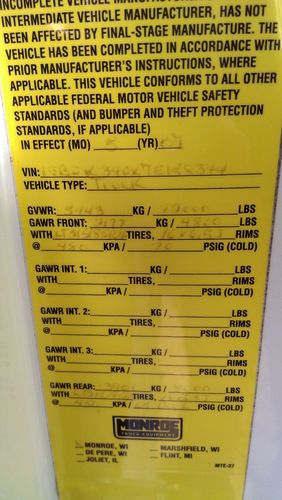 INCOMPLETE VEHICLE MANUFACTURER,
INTERMEDIATE VEHICLE MANUFACTURER, HAS NOT
BEEN AFFECTED BY FINAL-STAGE MANUFACTURE. THE
VEHICLE HAS BEEN COMPLETED IN ACCORDANCE WITH
PRIOR MANUFACTURER'S INSTRUCTIONS, WHERE
APPLICABLE. THIS VEHICLE CONFORMS TO ALL OTHER
APPLICABLE FEDERAL MOTOR VEHICLE SAFETY
STANDARDS (AND BUMPER AND THEFT PROTECTION
STANDARDS, IF APPLICABLE)
IN EFFECT (MO) 5 (YR) 07
VIN:
VEHICLE TYPE: TRUCK
GVWR: KG / LBS
GAWR FRONT: KG / LBS
WITH TIRES, RIMS
@ KPA / PSIG (COLD)
GAWR INT. 1: KG / LBS
WITH TIRES, RIMS
@ KPA / PSIG (COLD)
GAWR INT. 2: KG / LBS
WITH TIRES, RIMS
@ KPA / PSIG (COLD)
GAWR INT. 3: KG / LBS
WITH TIRES, RIMS
@ KPA / PSIG (COLD)
GAWR REAR: KG / LBS
WITH TIRES, RIMS
@ KPA / PSIG (COLD)
MONROE
TRUCK EQUIPMENT
MONROE, WI MARSHFIELD, WI
DE PERE, WI FLINT, MI
JOLIET, IL
MTE-37